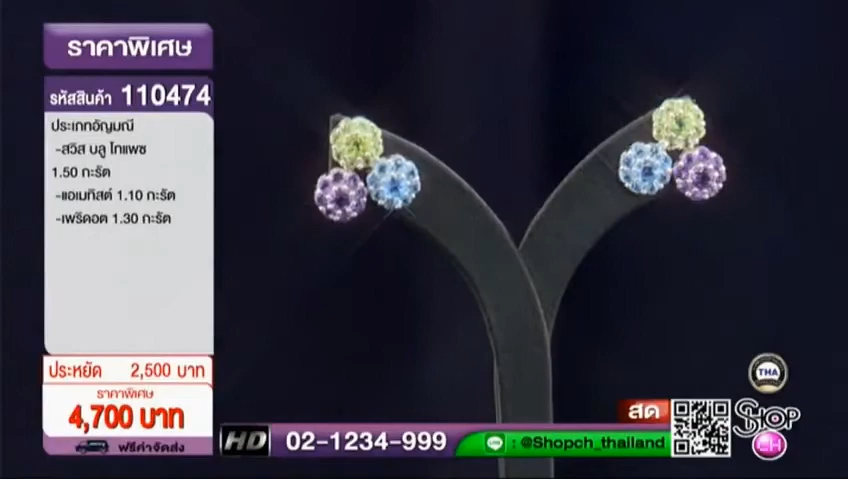 ราคาพิเศษ
รหัสสินค้า 110474
ประเภทอัญมณี
-สวิส บลู โทแพซ
1.50 กะรัต
-แอเมทิสต์ 1.10 กะรัต
-เพริดอต 1.30 กะรัต
ประหยัด 2,500 บาท
ราคาพิเศษ
4,700 บาท
ฟรีค่าจัดส่ง
THA
สด
HD 02-1234-999 LINE : @Shopch_thailand
SHOP
CH